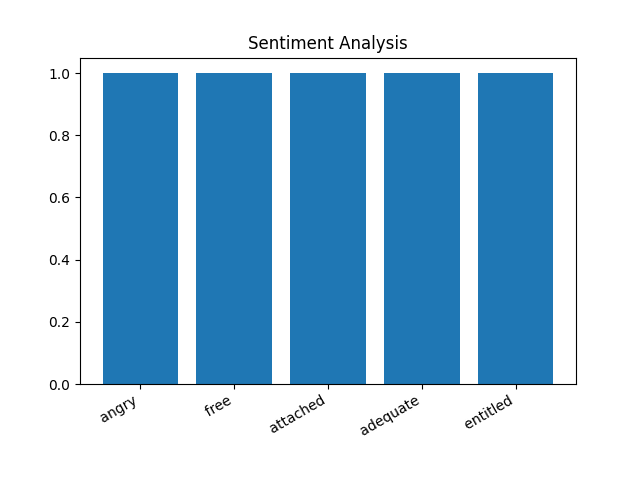 Sentiment Analysis
1.0
0.8
0.6
0.4
0.2
0.0
angry
free
attached
adequate
entitled